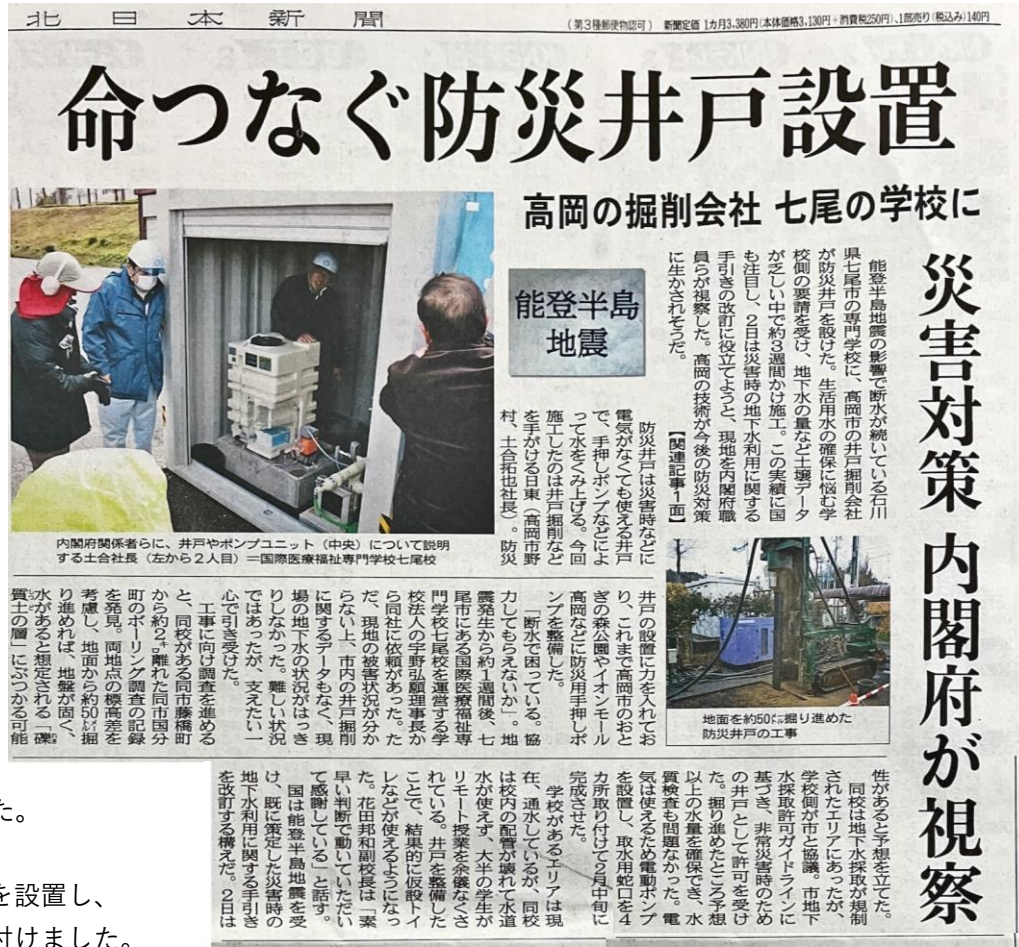 北日本新聞
(第3種郵便物認可) 新聞定価 1カ月3,380円(本体価格3,130円+消費税250円)、1部売り(税込み)140円
命つなぐ防災井戸設置
高岡の掘削会社 七尾の学校に
災害対策 内閣府が視察
能登半島
地震
能登半島地震の影響で断水が続いている石川
県七尾市の専門学校に、高岡市の井戸掘削会社
が防災井戸を設けた。生活用水の確保に悩む学
校側の要請を受け、地下水の量など土壌データ
が乏しい中で約3週間かけ施工。この実績に国
も注目し、2日は災害時の地下水利用に関する
手引きの改訂に役立てようと、現地を内閣府職
員らが視察した。高岡の技術が今後の防災対策
に生かされそうだ。
【関連記事1面】
防災井戸は災害時などに
電気がなくても使える井戸
で、手押しポンプなどによ
って水をくみ上げる。今回
施工したのは井戸掘削など
を手がける日東(高岡市野
村、土合拓也社長)。防災
内閣府関係者らに、井戸やポンプユニット(中央)について説明
する土合社長(左から2人目)=国際医療福祉専門学校七尾校
井戸の設置に力を入れてお
り、これまで高岡市のおと
ぎの森公園やイオンモール
高岡などに防災用手押しポ
ンプを整備した。
「断水で困っている。協
力してもらえないか」。地
震発生から約1週間後、七
尾市にある国際医療福祉専
門学校七尾校を運営する学
校法人の宇野弘願理事長か
ら同社に依頼があった。た
だ、現地の被害状況が分か
らない上、市内の井戸掘削
に関するデータもなく、現
場の地下水の状況がはっき
りしなかった。難しい状況
ではあったが、支えたい一
心で引き受けた。
工事に向け調査を進める
と、同校がある同市藤橋町
から約2㌔離れた同市国分
町のボーリング調査の記録
を発見。両地点の標高差を
考慮し、地面から約50㍍掘
り進めれば、地盤が固く、
水があると想定される「礫
質土の層」にぶつかる可能
地面を約50㍍掘り進めた
防災井戸の工事
性があると予想を立てた。
同校は地下水採取が規制
されたエリアにあったが、
学校側が市と協議。市地下
水採取許可ガイドラインに
基づき、非常災害時のため
の井戸として許可を受け
た。掘り進めたところ予想
以上の水量を確保でき、水
質検査も問題なかった。電
気は使えるため電動ポンプ
を設置し、取水用蛇口を4
カ所取り付けて2月中旬に
完成させた。
学校があるエリアは現
在、通水しているが、同校
は校内の配管が壊れて水道
水が使えず、大半の学生が
リモート授業を余儀なくさ
れている。井戸を整備した
ことで、結果的に仮設トイ
レなどが使えるようになっ
た。花田邦和副校長は「素
早い判断で動いていただい
て感謝している」と話す。
国は能登半島地震を受
け、既に策定した災害時の
地下水利用に関する手引き
を改訂する構えだ。2日は
た。
を設置し、
付けました。